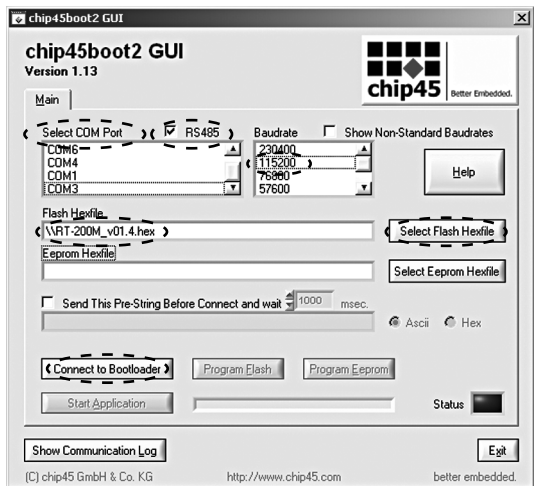 chip45boot2 GUI
chip45boot2 GUI
Version 1.13
chip45
Better Embedded.
Main
Select COM Port RS485 Baudrate Show Non-Standard Baudrates
COM6
COM4
COM1
COM3
230400
115200
76800
57600
Help
Flash Hexfile
\\RT-200M_v01.4.hex
Select Flash Hexfile
Eeprom Hexfile
Select Eeprom Hexfile
Send This Pre-String Before Connect and wait 1000 msec.
Ascii Hex
Connect to Bootloader Program Flash Program Eeprom
Start Application Status
Show Communication Log Exit
(C) chip45 GmbH & Co. KG http://www.chip45.com better embedded.